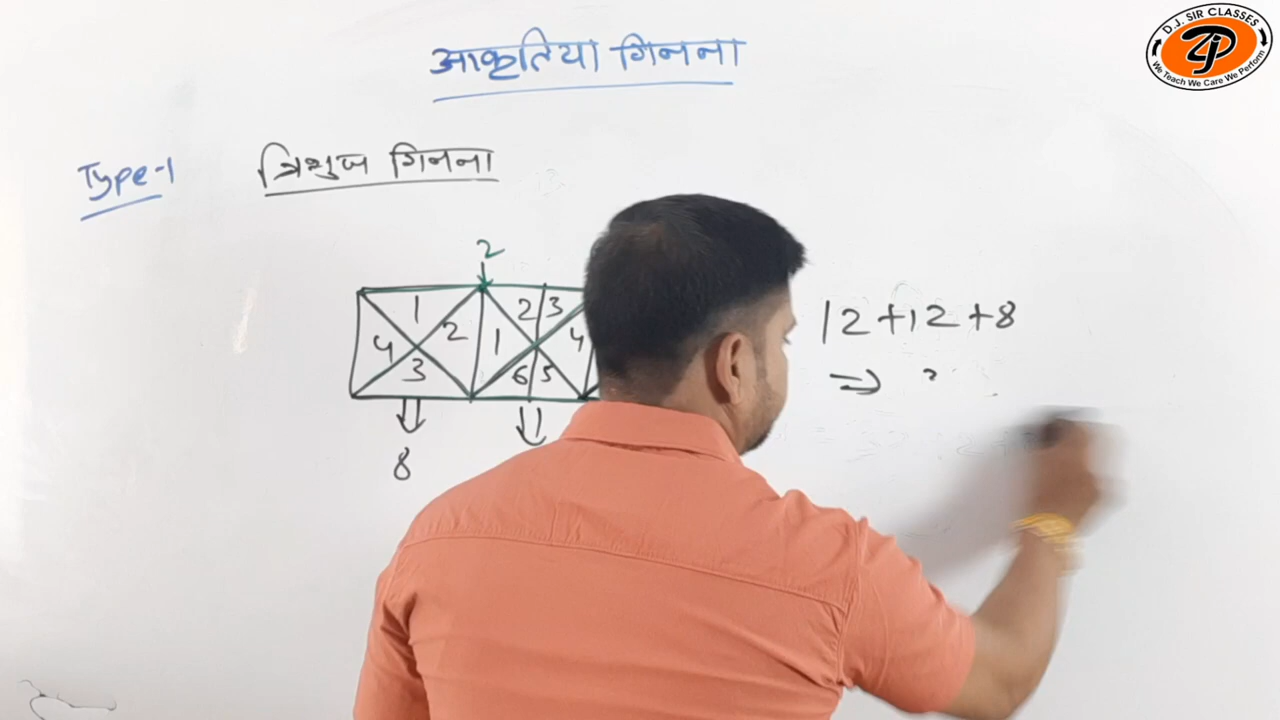 D.J. SIR CLASSES
We Teach We Care We Perform
आकृतिया गिनना
Type-1 त्रिभुज गिनना
2
1 2 3
4 2 1 4
3 6 5
8
12+12+8
⇒ ?